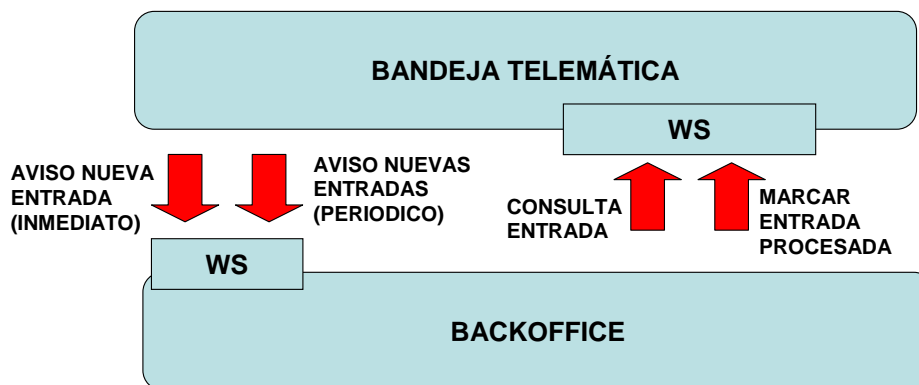 BANDEJA TELEMÁTICA
WS
AVISO NUEVA
ENTRADA
(INMEDIATO)
AVISO NUEVAS
ENTRADAS
(PERIODICO)
CONSULTA
ENTRADA
MARCAR
ENTRADA
PROCESADA
WS
BACKOFFICE